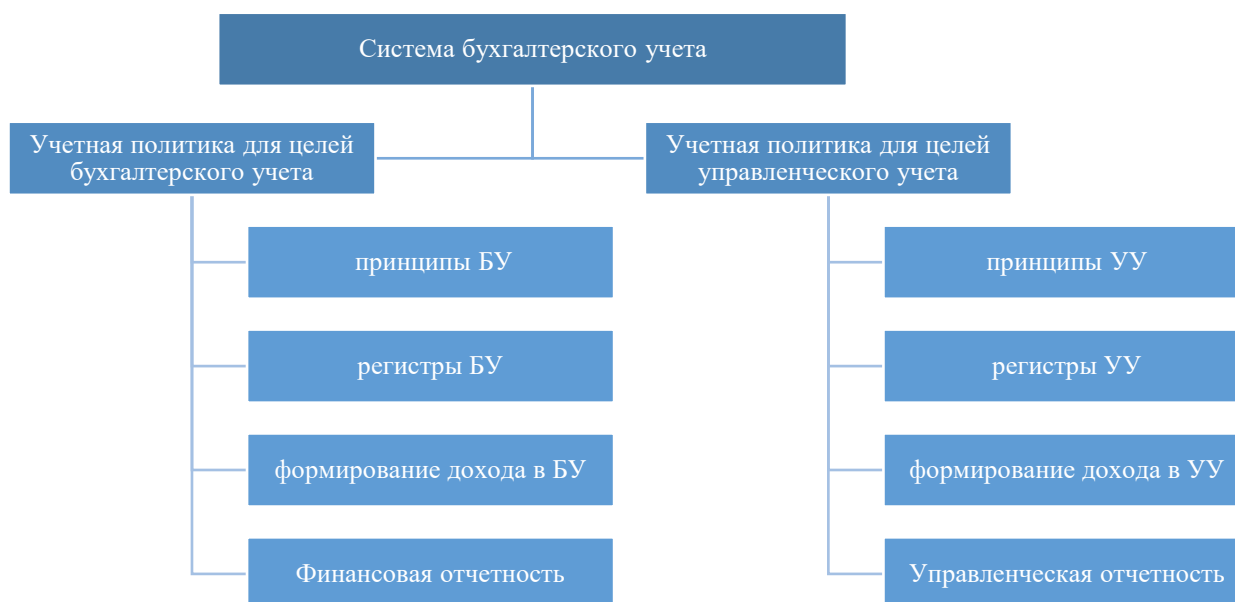 Система бухгалтерского учета
Учетная политика для целей
бухгалтерского учета
принципы БУ
регистры БУ
формирование дохода в БУ
Финансовая отчетность
Учетная политика для целей
управленческого учета
принципы УУ
регистры УУ
формирование дохода в УУ
Управленческая отчетность